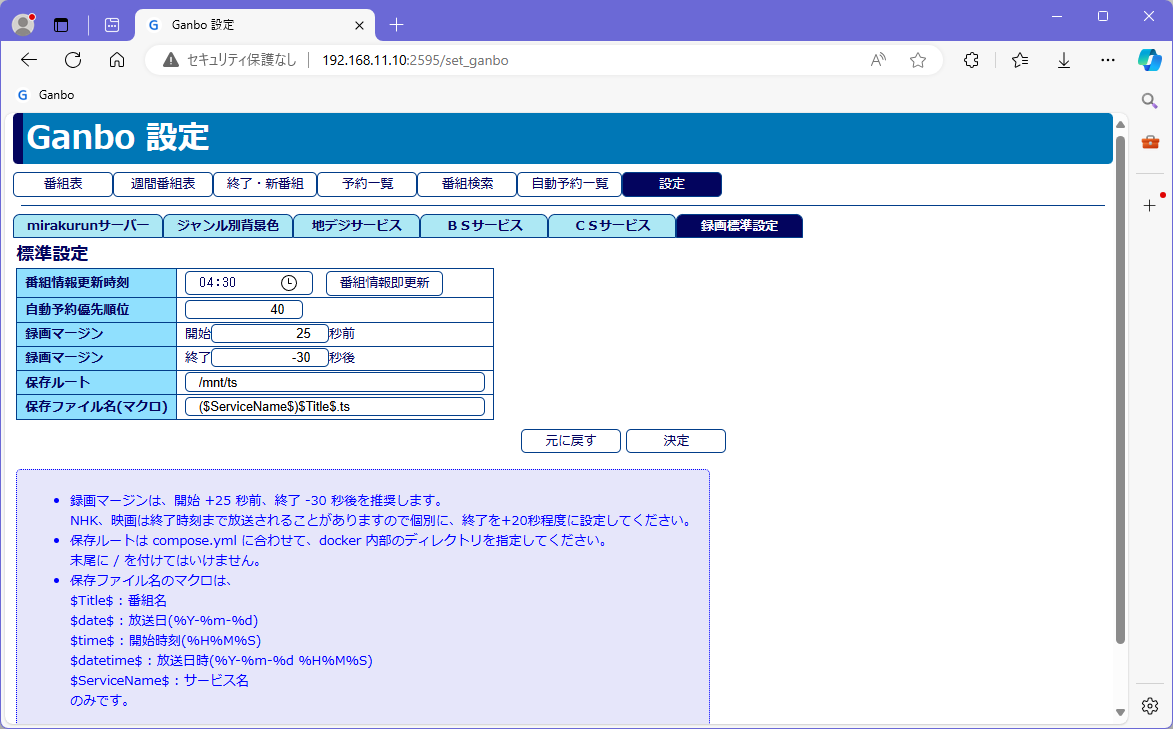 Ganbo 設定
セキュリティ保護なし 192.168.11.10:2595/set_ganbo
Ganbo
Ganbo 設定
番組表 週間番組表 終了・新番組 予約一覧 番組検索 自動予約一覧 設定
mirakurunサーバー ジャンル別背景色 地デジサービス ＢＳサービス ＣＳサービス 録画標準設定
標準設定
番組情報更新時刻 04:30 番組情報即更新
自動予約優先順位 40
録画マージン 開始 25 秒前
録画マージン 終了 -30 秒後
保存ルート /mnt/ts
保存ファイル名(マクロ) ($ServiceName$)$Title$.ts
元に戻す 決定
• 録画マージンは、開始 +25 秒前、終了 -30 秒後を推奨します。
NHK、映画は終了時刻まで放送されることがありますので個別に、終了を+20秒程度に設定してください。
• 保存ルートは compose.yml に合わせて、docker 内部のディレクトリを指定してください。
末尾に / を付けてはいけません。
• 保存ファイル名のマクロは、
$Title$ : 番組名
$date$ : 放送日(%Y-%m-%d)
$time$ : 開始時刻(%H%M%S)
$datetime$ : 放送日時(%Y-%m-%d %H%M%S)
$ServiceName$ : サービス名
のみです。